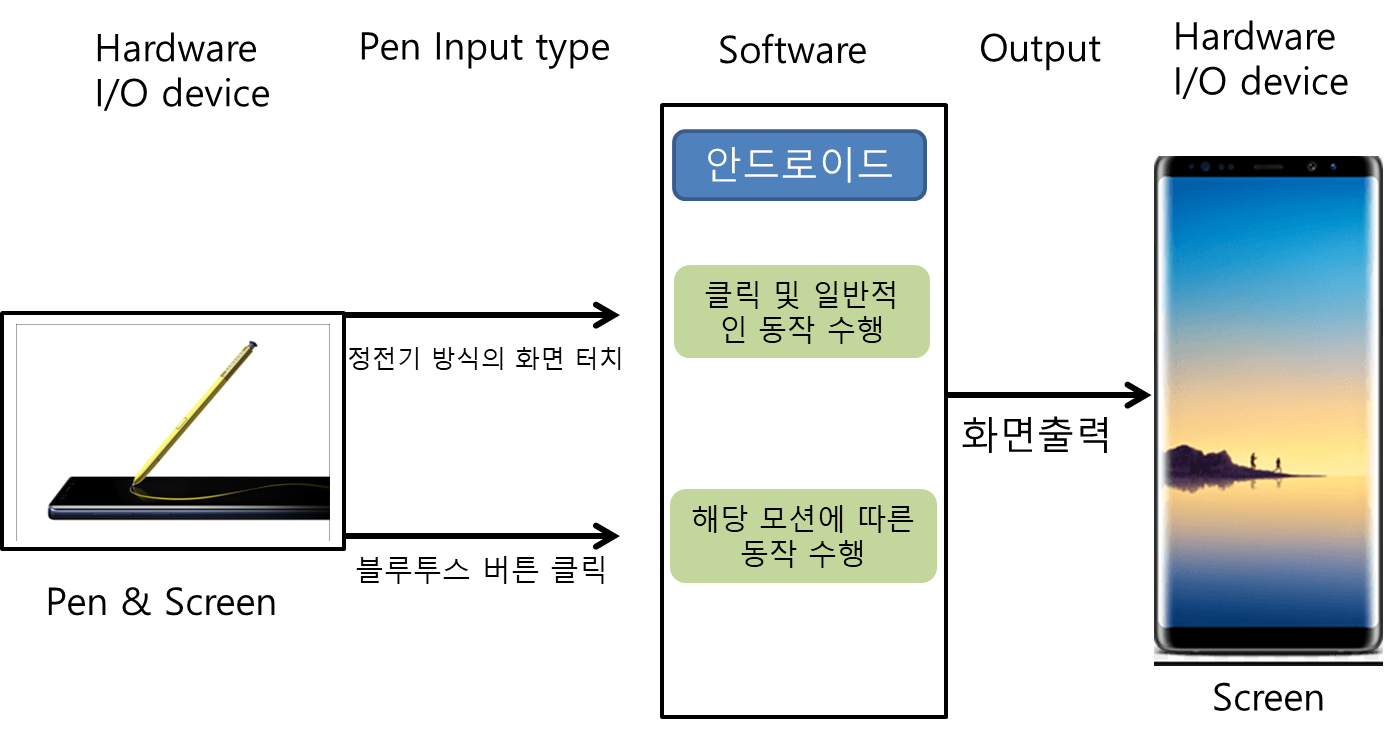 Hardware
I/O device
Pen Input type
Software
Output
Hardware
I/O device
안드로이드
클릭 및 일반적
인 동작 수행
정전기 방식의 화면 터치
화면출력
해당 모션에 따른
동작 수행
블루투스 버튼 클릭
Pen & Screen
Screen